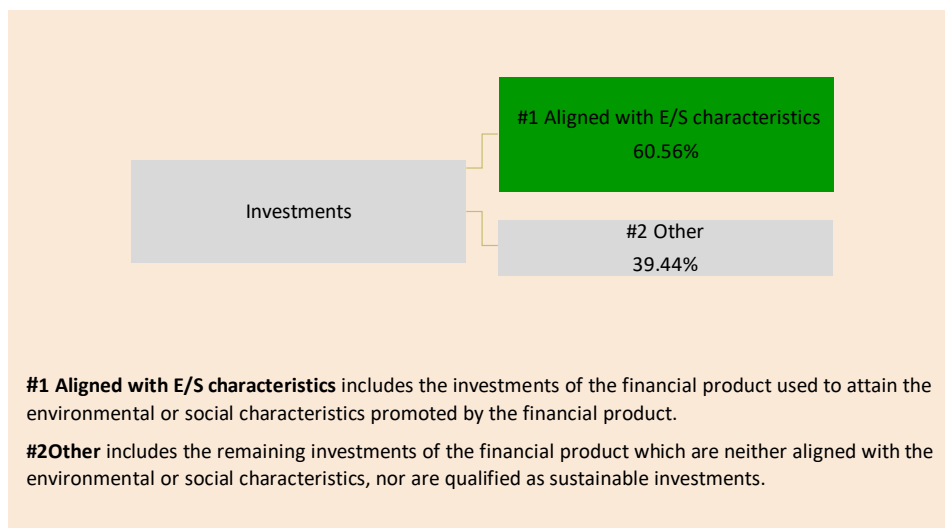 #1 Aligned with E/S characteristics
60.56%
Investments
#2 Other
39.44%
#1 Aligned with E/S characteristics includes the investments of the financial product used to attain the
environmental or social characteristics promoted by the financial product.
#2Other includes the remaining investments of the financial product which are neither aligned with the
environmental or social characteristics, nor are qualified as sustainable investments.